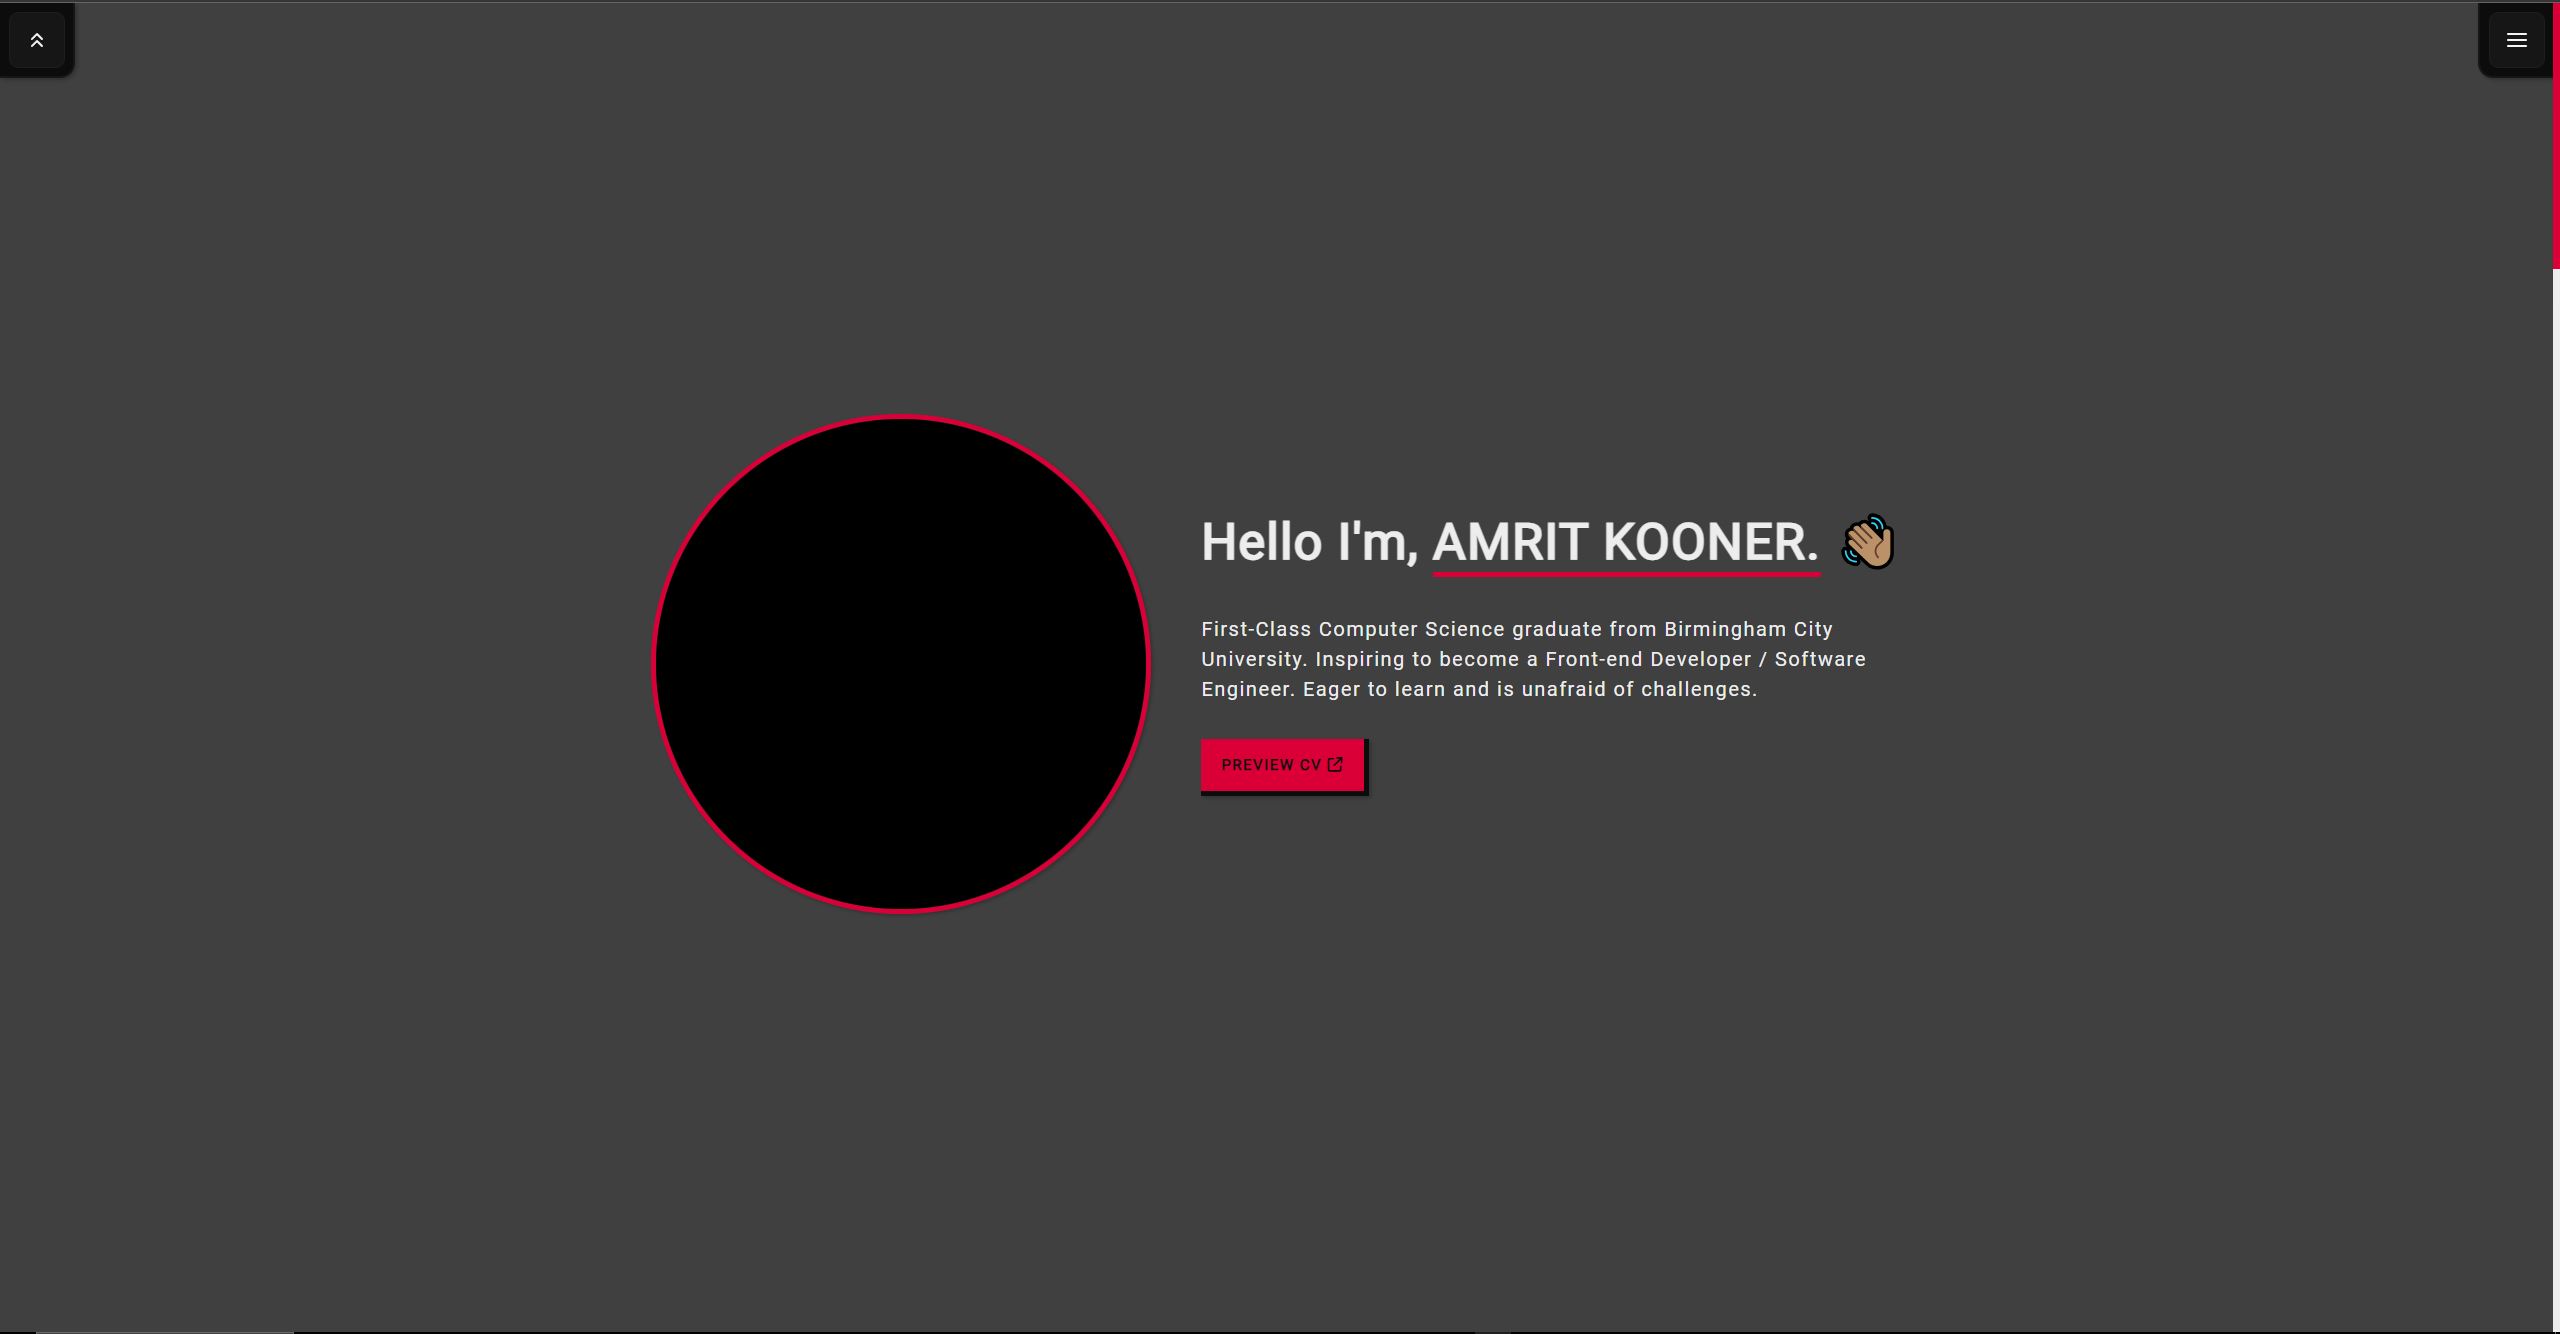 Hello I'm, AMRIT KOONER.
First-Class Computer Science graduate from Birmingham City
University. Inspiring to become a Front-end Developer / Software
Engineer. Eager to learn and is unafraid of challenges.
PREVIEW CV